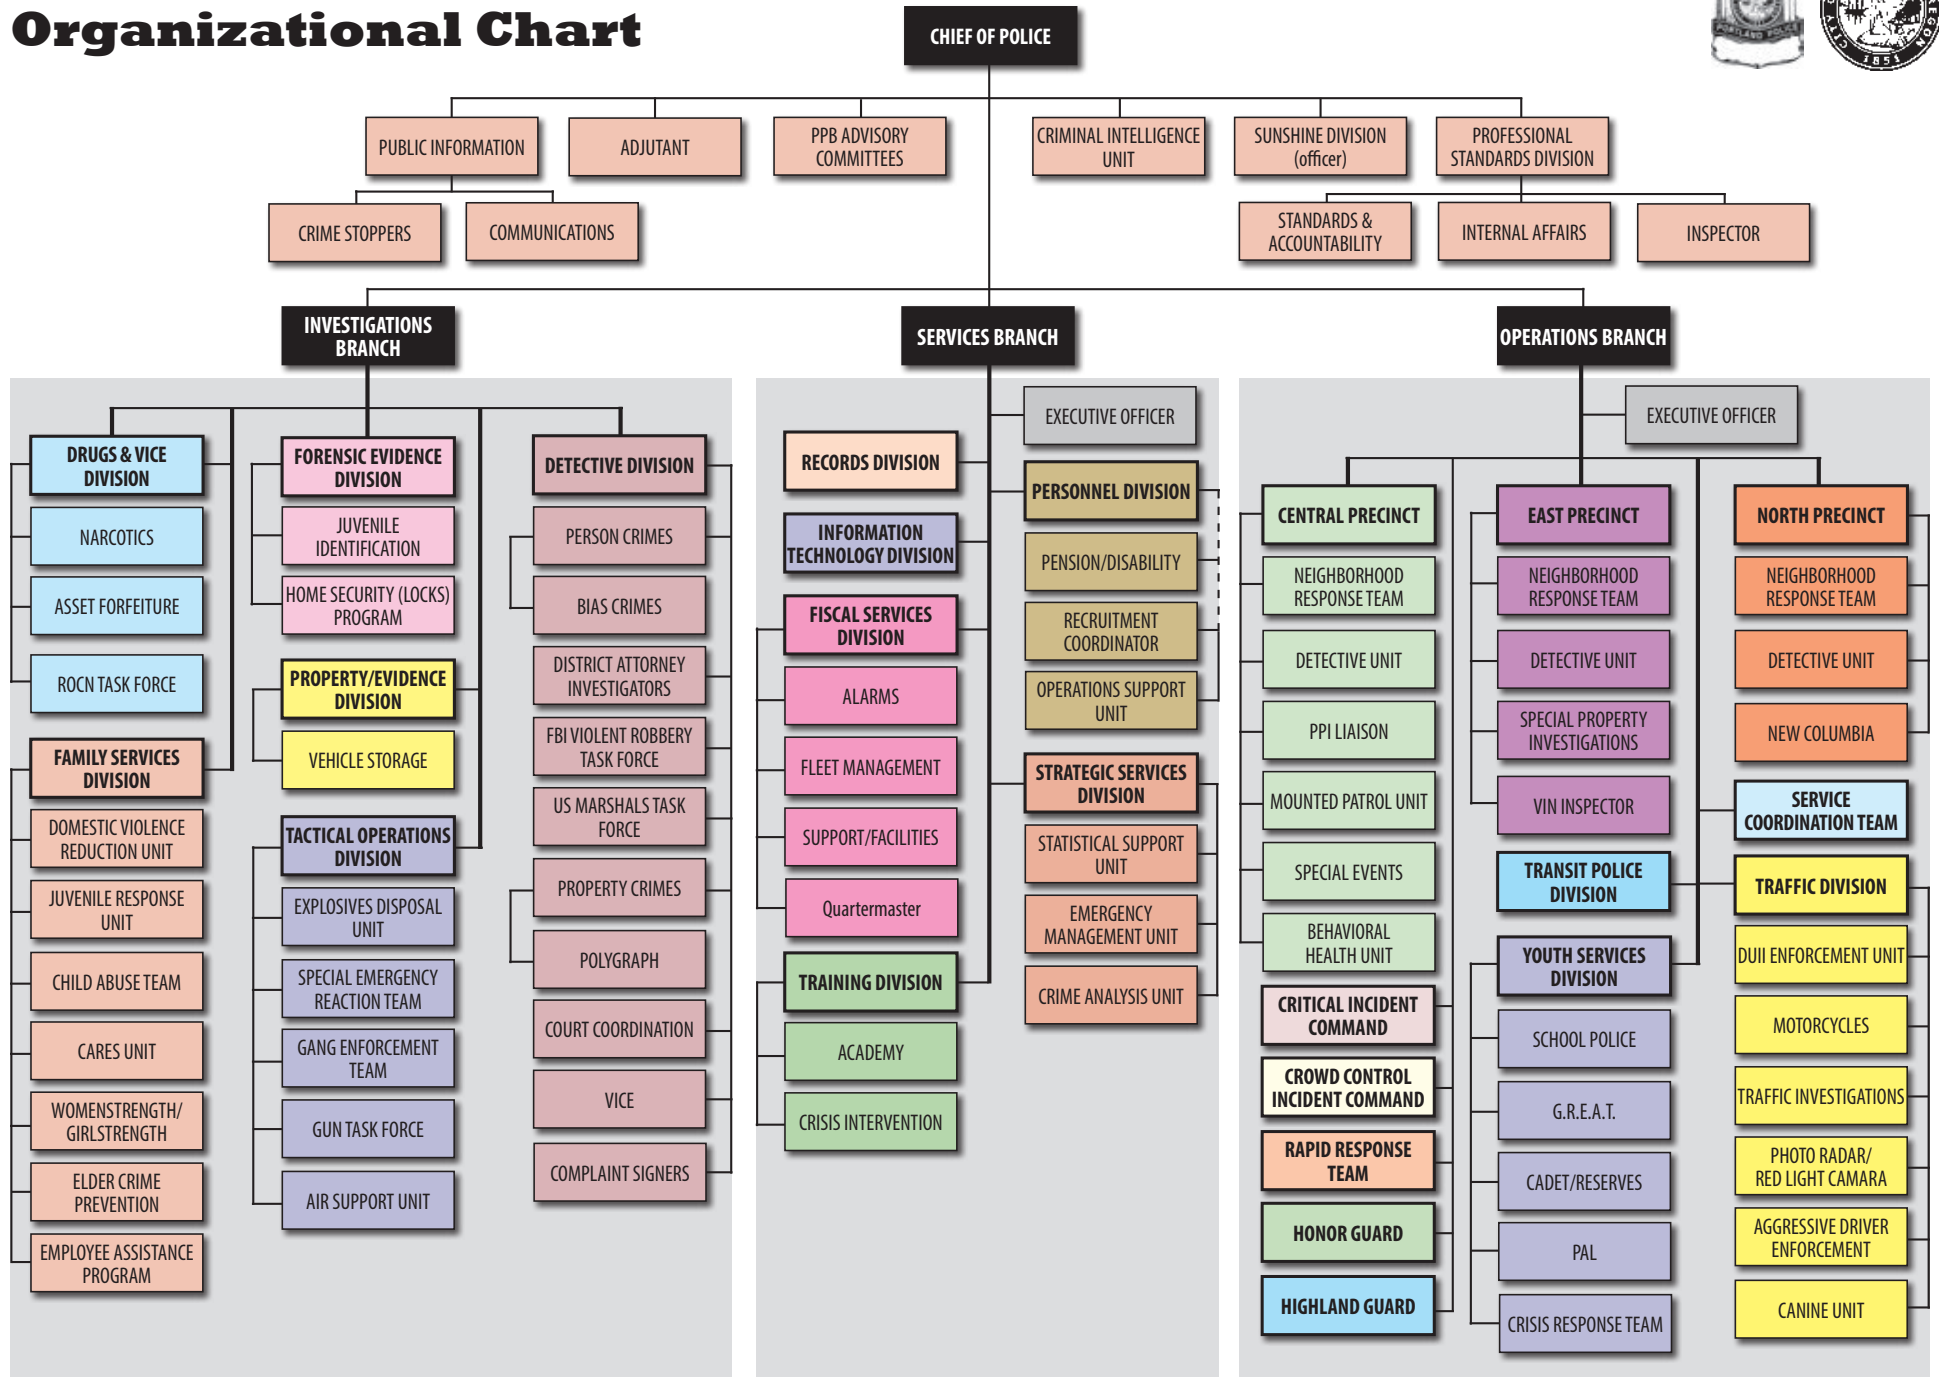 Organizational Chart
CHIEF OF POLICE
PORTLAND POLICE
CITY
REGON
1851
PUBLIC INFORMATION
ADJUTANT
PPB ADVISORY
COMMITTEES
CRIMINAL INTELLIGENCE
UNIT
SUNSHINE DIVISION
(officer)
PROFESSIONAL
STANDARDS DIVISION
CRIME STOPPERS
COMMUNICATIONS
STANDARDS &
ACCOUNTABILITY
INTERNAL AFFAIRS
INSPECTOR
INVESTIGATIONS
BRANCH
SERVICES BRANCH
OPERATIONS BRANCH
DRUGS & VICE
DIVISION
NARCOTICS
ASSET FORFEITURE
ROCN TASK FORCE
FAMILY SERVICES
DIVISION
DOMESTIC VIOLENCE
REDUCTION UNIT
JUVENILE RESPONSE
UNIT
CHILD ABUSE TEAM
CARES UNIT
WOMENSTRENGTH/
GIRLSTRENGTH
ELDER CRIME
PREVENTION
EMPLOYEE ASSISTANCE
PROGRAM
FORENSIC EVIDENCE
DIVISION
JUVENILE
IDENTIFICATION
HOME SECURITY (LOCKS)
PROGRAM
PROPERTY/EVIDENCE
DIVISION
VEHICLE STORAGE
TACTICAL OPERATIONS
DIVISION
EXPLOSIVES DISPOSAL
UNIT
SPECIAL EMERGENCY
REACTION TEAM
GANG ENFORCEMENT
TEAM
GUN TASK FORCE
AIR SUPPORT UNIT
DETECTIVE DIVISION
PERSON CRIMES
BIAS CRIMES
DISTRICT ATTORNEY
INVESTIGATORS
FBI VIOLENT ROBBERY
TASK FORCE
US MARSHALS TASK
FORCE
PROPERTY CRIMES
POLYGRAPH
COURT COORDINATION
VICE
COMPLAINT SIGNERS
RECORDS DIVISION
INFORMATION
TECHNOLOGY DIVISION
FISCAL SERVICES
DIVISION
ALARMS
FLEET MANAGEMENT
SUPPORT/FACILITIES
Quartermaster
TRAINING DIVISION
ACADEMY
CRISIS INTERVENTION
EXECUTIVE OFFICER
PERSONNEL DIVISION
PENSION/DISABILITY
RECRUITMENT
COORDINATOR
OPERATIONS SUPPORT
UNIT
STRATEGIC SERVICES
DIVISION
STATISTICAL SUPPORT
UNIT
EMERGENCY
MANAGEMENT UNIT
CRIME ANALYSIS UNIT
EXECUTIVE OFFICER
CENTRAL PRECINCT
NEIGHBORHOOD
RESPONSE TEAM
DETECTIVE UNIT
PPI LIAISON
MOUNTED PATROL UNIT
SPECIAL EVENTS
BEHAVIORAL
HEALTH UNIT
CRITICAL INCIDENT
COMMAND
CROWD CONTROL
INCIDENT COMMAND
RAPID RESPONSE
TEAM
HONOR GUARD
HIGHLAND GUARD
EAST PRECINCT
NEIGHBORHOOD
RESPONSE TEAM
DETECTIVE UNIT
SPECIAL PROPERTY
INVESTIGATIONS
VIN INSPECTOR
TRANSIT POLICE
DIVISION
YOUTH SERVICES
DIVISION
SCHOOL POLICE
G.R.E.A.T.
CADET/RESERVES
PAL
CRISIS RESPONSE TEAM
NORTH PRECINCT
NEIGHBORHOOD
RESPONSE TEAM
DETECTIVE UNIT
NEW COLUMBIA
SERVICE
COORDINATION TEAM
TRAFFIC DIVISION
DUII ENFORCEMENT UNIT
MOTORCYCLES
TRAFFIC INVESTIGATIONS
PHOTO RADAR/
RED LIGHT CAMARA
AGGRESSIVE DRIVER
ENFORCEMENT
CANINE UNIT